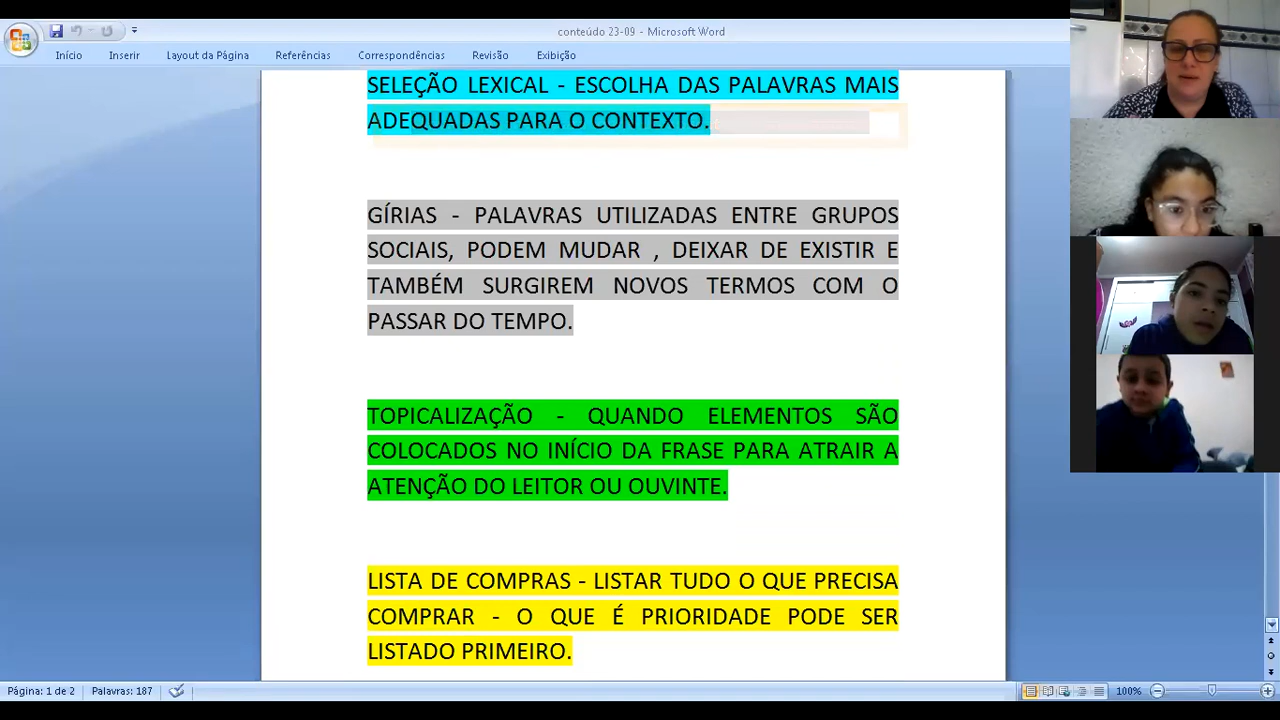 conteúdo 23-09 - Microsoft Word
Início Inserir Layout da Página Referências Correspondências Revisão Exibição
SELEÇÃO LEXICAL - ESCOLHA DAS PALAVRAS MAIS
ADEQUADAS PARA O CONTEXTO.
GÍRIAS - PALAVRAS UTILIZADAS ENTRE GRUPOS
SOCIAIS, PODEM MUDAR , DEIXAR DE EXISTIR E
TAMBÉM SURGIREM NOVOS TERMOS COM O
PASSAR DO TEMPO.
TOPICALIZAÇÃO - QUANDO ELEMENTOS SÃO
COLOCADOS NO INÍCIO DA FRASE PARA ATRAIR A
ATENÇÃO DO LEITOR OU OUVINTE.
LISTA DE COMPRAS - LISTAR TUDO O QUE PRECISA
COMPRAR - O QUE É PRIORIDADE PODE SER
LISTADO PRIMEIRO.
Página: 1 de 2 Palavras: 187 100%